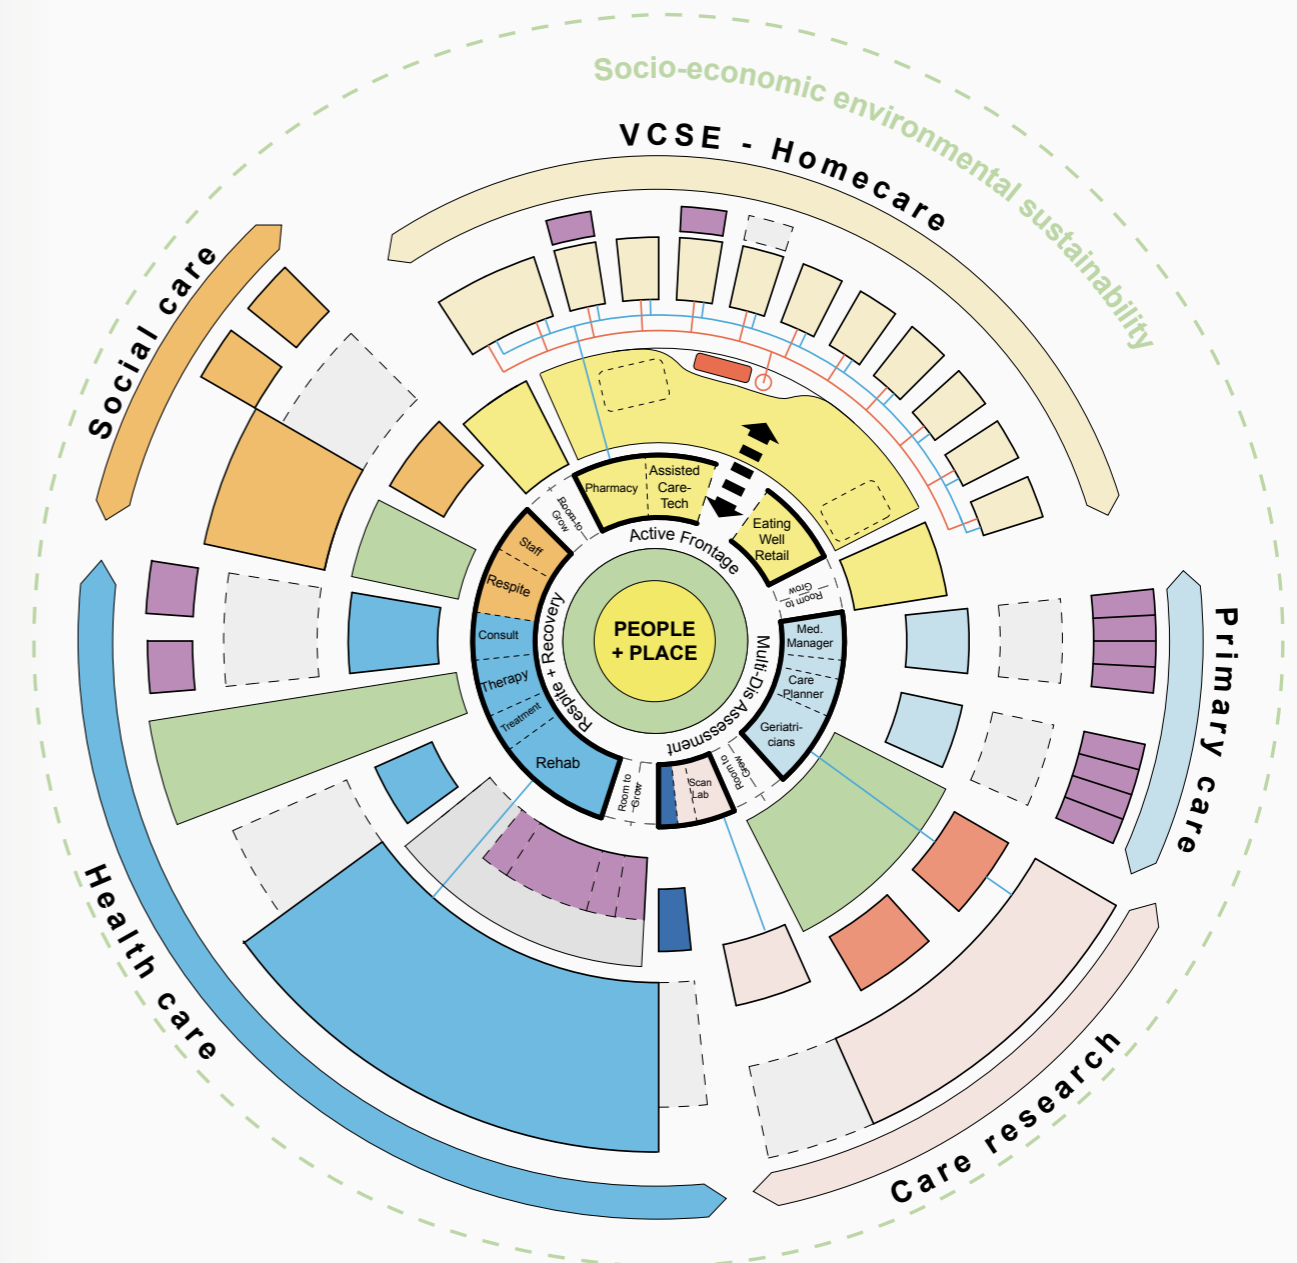 Socio-economic environmental sustainability
VCSE - Homecare
Social care
Health care
Primary care
Care research
Pharmacy
Assisted
Care-
Tech
Eating
Well
Retail
Room to
Grow
Med.
Manager
Care
Planner
Geriatri-
cians
Room to
Grow
Scan
Lab
Room to
Grow
Rehab
Treatment
Therapy
Consult
Respite
Staff
Room-to
Grow
Active Frontage
Multi-Dis Assessment
Respite + Recovery
PEOPLE
+ PLACE